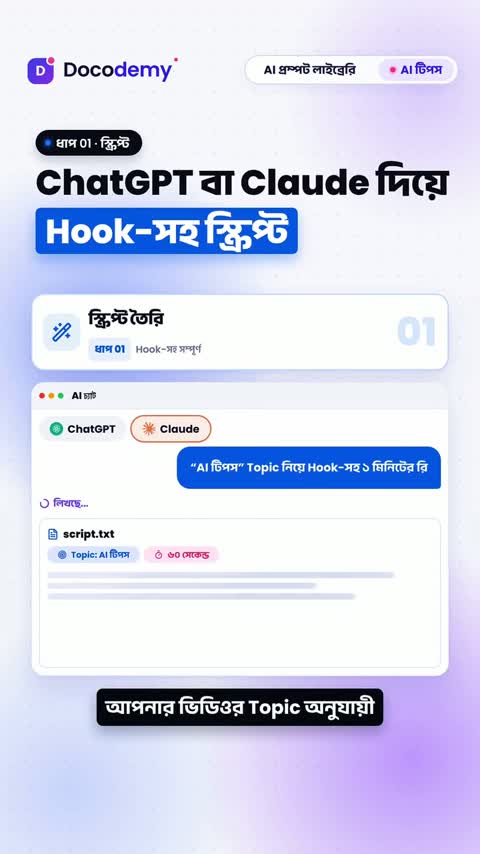 D Docodemy
AI প্রম্পট লাইব্রেরি
AI টিপস
ধাপ 01 · স্ক্রিপ্ট
ChatGPT বা Claude দিয়ে
Hook-সহ স্ক্রিপ্ট
স্ক্রিপ্ট তৈরি
ধাপ 01 Hook-সহ সম্পূর্ণ
01
AI চ্যাট
ChatGPT
Claude
“AI টিপস” Topic নিয়ে Hook-সহ ১ মিনিটের রি
লিখছে...
script.txt
Topic: AI টিপস
৬০ সেকেন্ড
আপনার ভিডিওর Topic অনুযায়ী